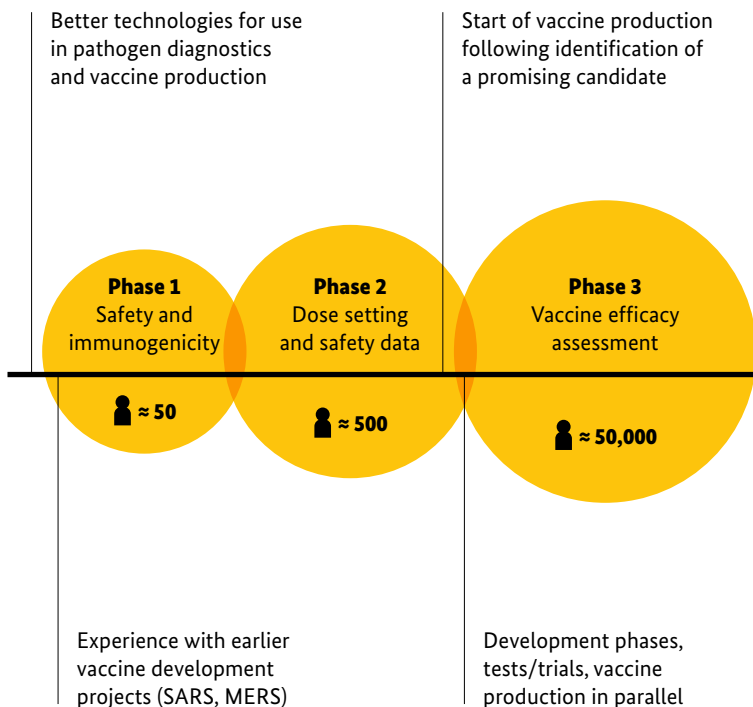 Better technologies for use
in pathogen diagnostics
and vaccine production
Start of vaccine production
following identification of
a promising candidate
Phase 1
Safety and
immunogenicity
≈ 50
Phase 2
Dose setting
and safety data
≈ 500
Phase 3
Vaccine efficacy
assessment
≈ 50,000
Experience with earlier
vaccine development
projects (SARS, MERS)
Development phases,
tests/trials, vaccine
production in parallel